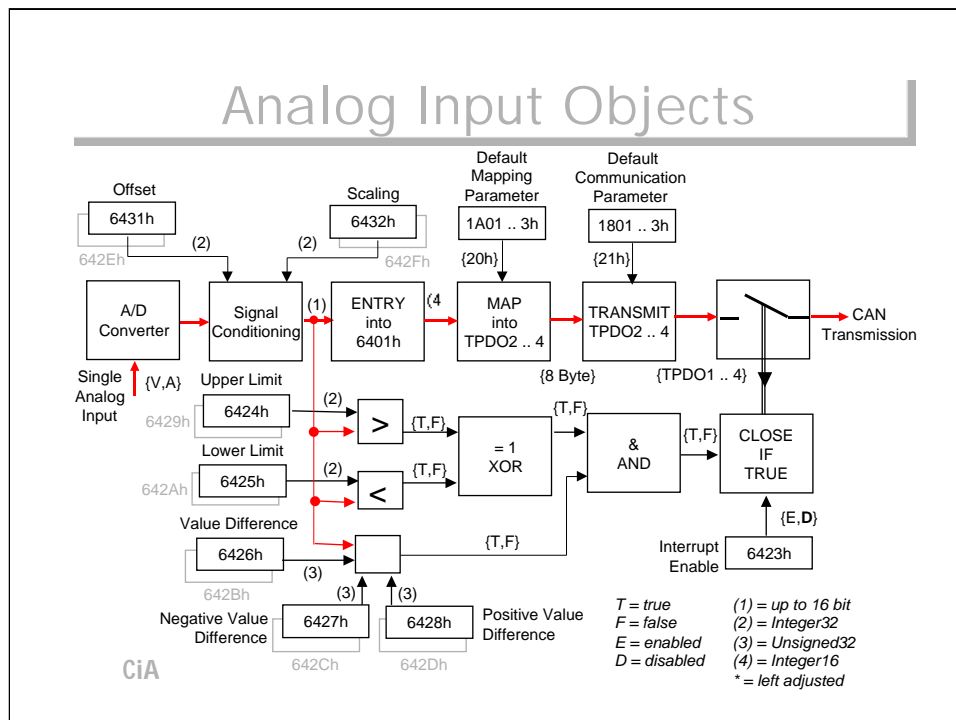 Analog Input Objects
Default
Mapping
Parameter
Default
Communication
Parameter
Offset
Scaling
6431h
6432h
1A01 .. 3h
1801 .. 3h
642Eh
(2)
(2)
642Fh
{20h}
{21h}
A/D
Converter
Signal
Conditioning
(1)
ENTRY
into
6401h
(4
MAP
into
TPDO2 .. 4
TRANSMIT
TPDO2 .. 4
CAN
Transmission
Single
Analog
Input
{V,A}
{8 Byte}
{TPDO1 .. 4}
Upper Limit
6424h
6429h
(2)
>
{T,F}
{T,F}
Lower Limit
6425h
642Ah
(2)
<
{T,F}
= 1
XOR
&
AND
{T,F}
CLOSE
IF
TRUE
Value Difference
6426h
642Bh
(3)
{T,F}
{E,D}
Interrupt
Enable
6423h
(3)
(3)
Negative Value
Difference
6427h
642Ch
6428h
642Dh
Positive Value
Difference
T = true
F = false
E = enabled
D = disabled
(1) = up to 16 bit
(2) = Integer32
(3) = Unsigned32
(4) = Integer16
* = left adjusted
CiA